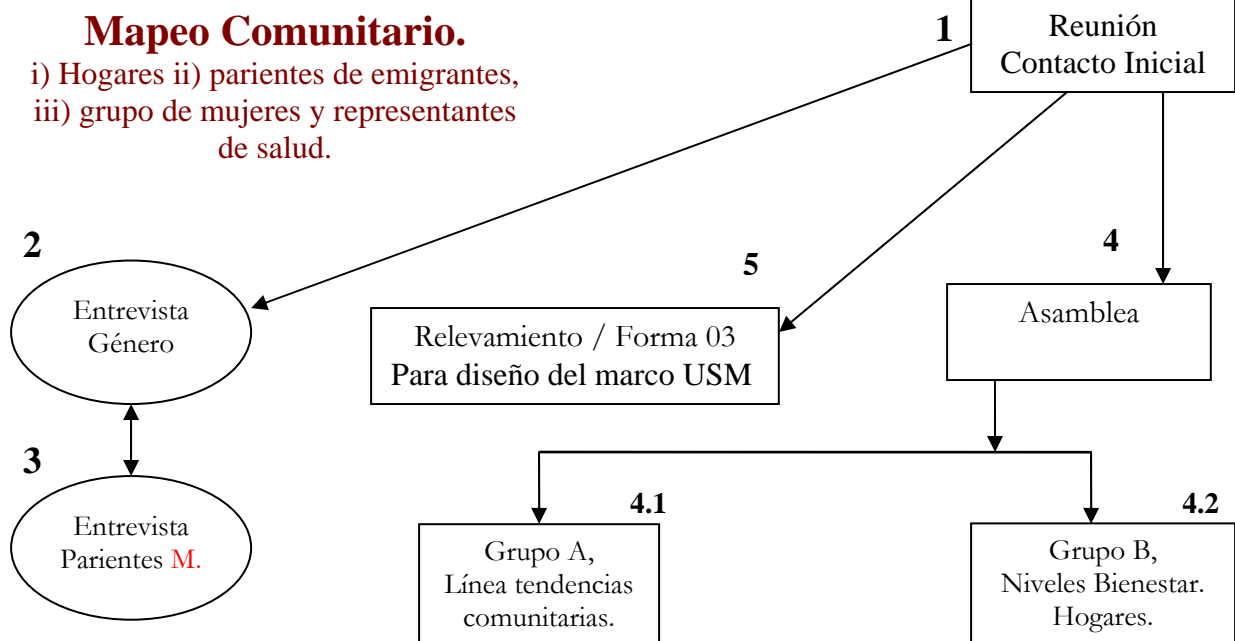 Mapeo Comunitario.
i) Hogares ii) parientes de emigrantes,
iii) grupo de mujeres y representantes
de salud.
1
Reunión
Contacto Inicial
2
Entrevista
Género
5
Relevamiento / Forma 03
Para diseño del marco USM
4
Asamblea
3
Entrevista
Parientes M.
4.1
Grupo A,
Línea tendencias
comunitarias.
4.2
Grupo B,
Niveles Bienestar.
Hogares.